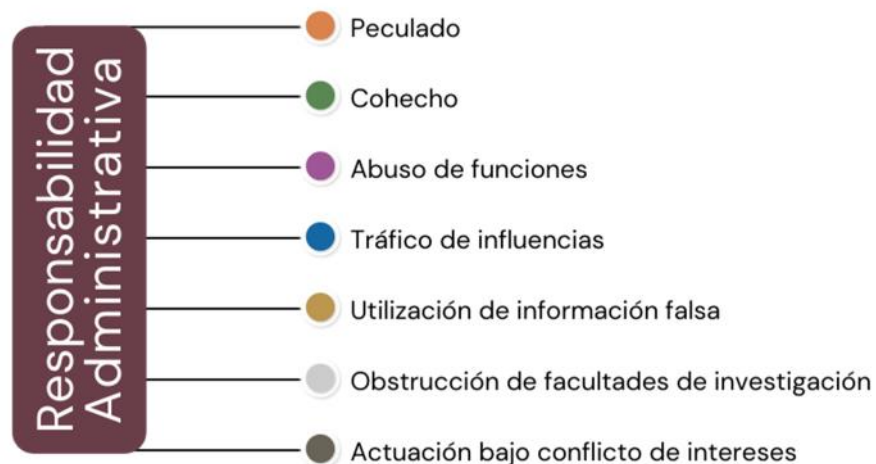 Responsabilidad
Administrativa
Peculado
Cohecho
Abuso de funciones
Tráfico de influencias
Utilización de información falsa
Obstrucción de facultades de investigación
Actuación bajo conflicto de intereses